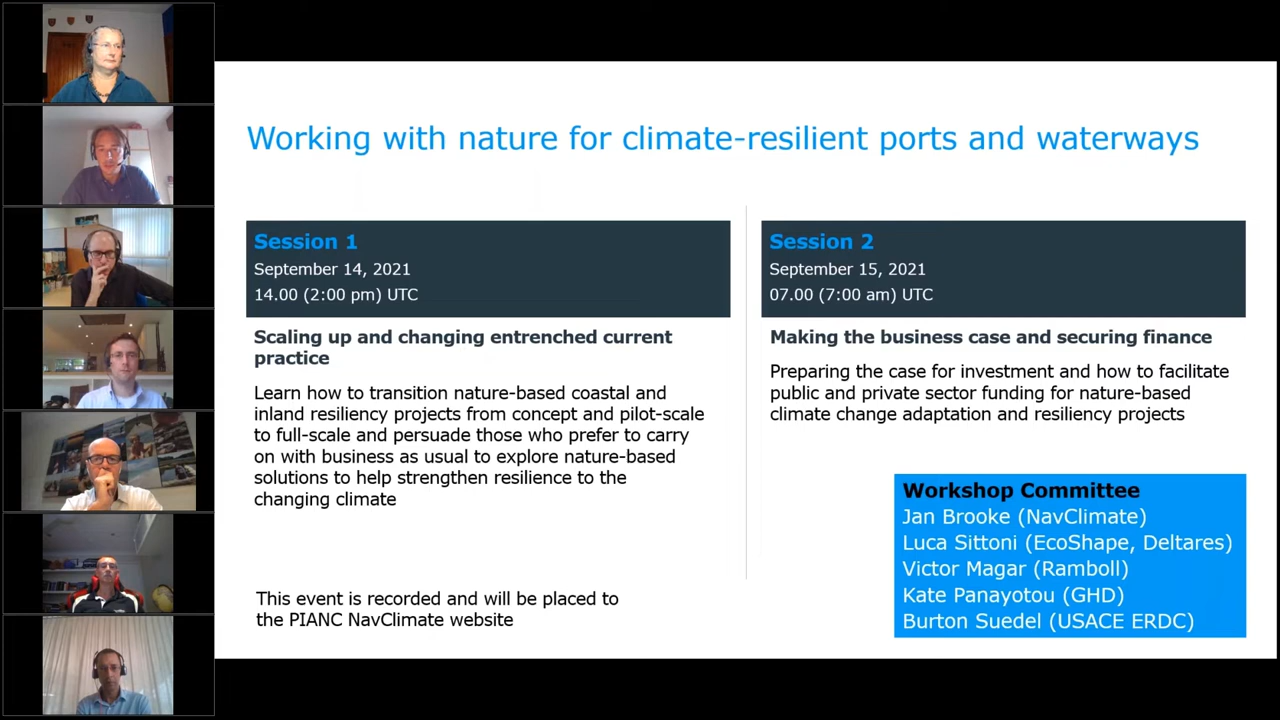 Working with nature for climate-resilient ports and waterways
Session 1
September 14, 2021
14.00 (2:00 pm) UTC
Scaling up and changing entrenched current
practice
Learn how to transition nature-based coastal and
inland resiliency projects from concept and pilot-scale
to full-scale and persuade those who prefer to carry
on with business as usual to explore nature-based
solutions to help strengthen resilience to the
changing climate
This event is recorded and will be placed to
the PIANC NavClimate website
Session 2
September 15, 2021
07.00 (7:00 am) UTC
Making the business case and securing finance
Preparing the case for investment and how to facilitate
public and private sector funding for nature-based
climate change adaptation and resiliency projects
Workshop Committee
Jan Brooke (NavClimate)
Luca Sittoni (EcoShape, Deltares)
Victor Magar (Ramboll)
Kate Panayotou (GHD)
Burton Suedel (USACE ERDC)